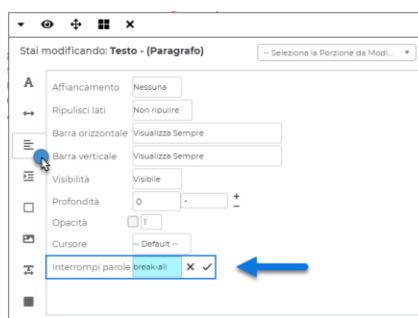 Stai modificando: Testo - (Paragrafo)
-- Seleziona la Porzione da Modi...
Affiancamento Nessuna
Ripulisci lati Non ripulire
Barra orizzontale Visualizza Sempre
Barra verticale Visualizza Sempre
Visibilità Visibile
Profondità 0 -
Opacità 1
Cursore -- Default --
Interrompi parole break-all